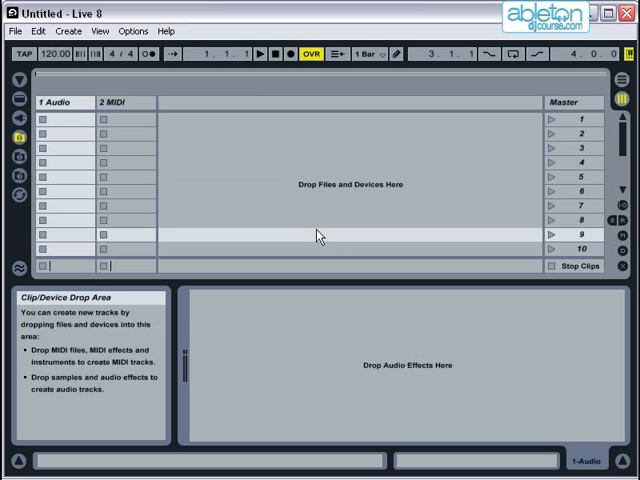 Untitled - Live 8
ableton
djcourse.com
File Edit Create View Options Help
TAP 120.00 4 / 4 1. 1. 1 OVR 1 Bar 3. 1. 1 4. 0. 0
1 Audio 2 MIDI Master
1
2
3
4
Drop Files and Devices Here
5
6
7
S R 8
9
10
Stop Clips
Clip/Device Drop Area
You can create new tracks by
dropping files and devices into this
area:
Drop MIDI files, MIDI effects and
instruments to create MIDI tracks.
Drop samples and audio effects to
create audio tracks.
Drop Audio Effects Here
1-Audio